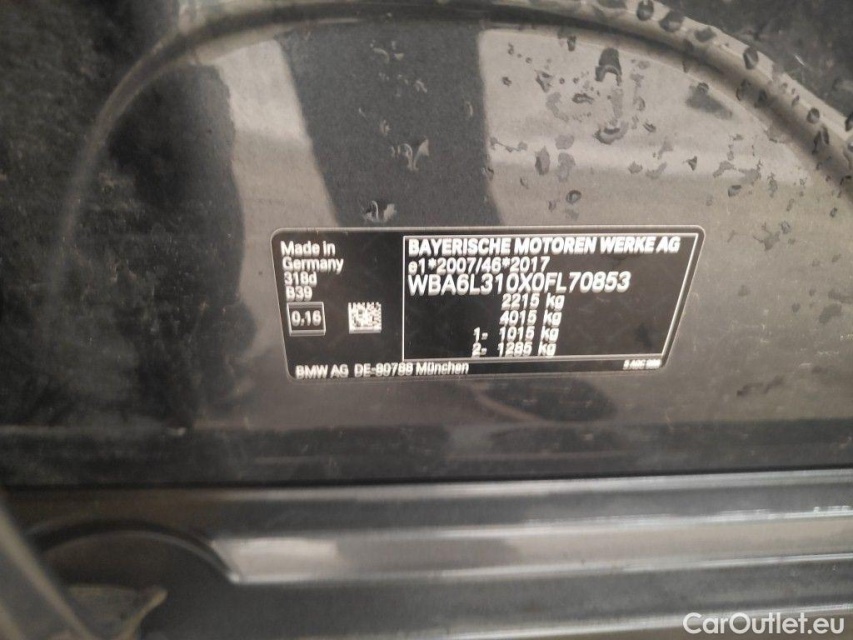 Made in
Germany
318d
B39
0.16
BAYERISCHE MOTOREN WERKE AG
e1*2007/46*2017
WBA6L310X0FL70853
2215 kg
4015 kg
1- 1015 kg
2- 1285 kg
BMW AG DE-80788 München
CarOutlet.eu